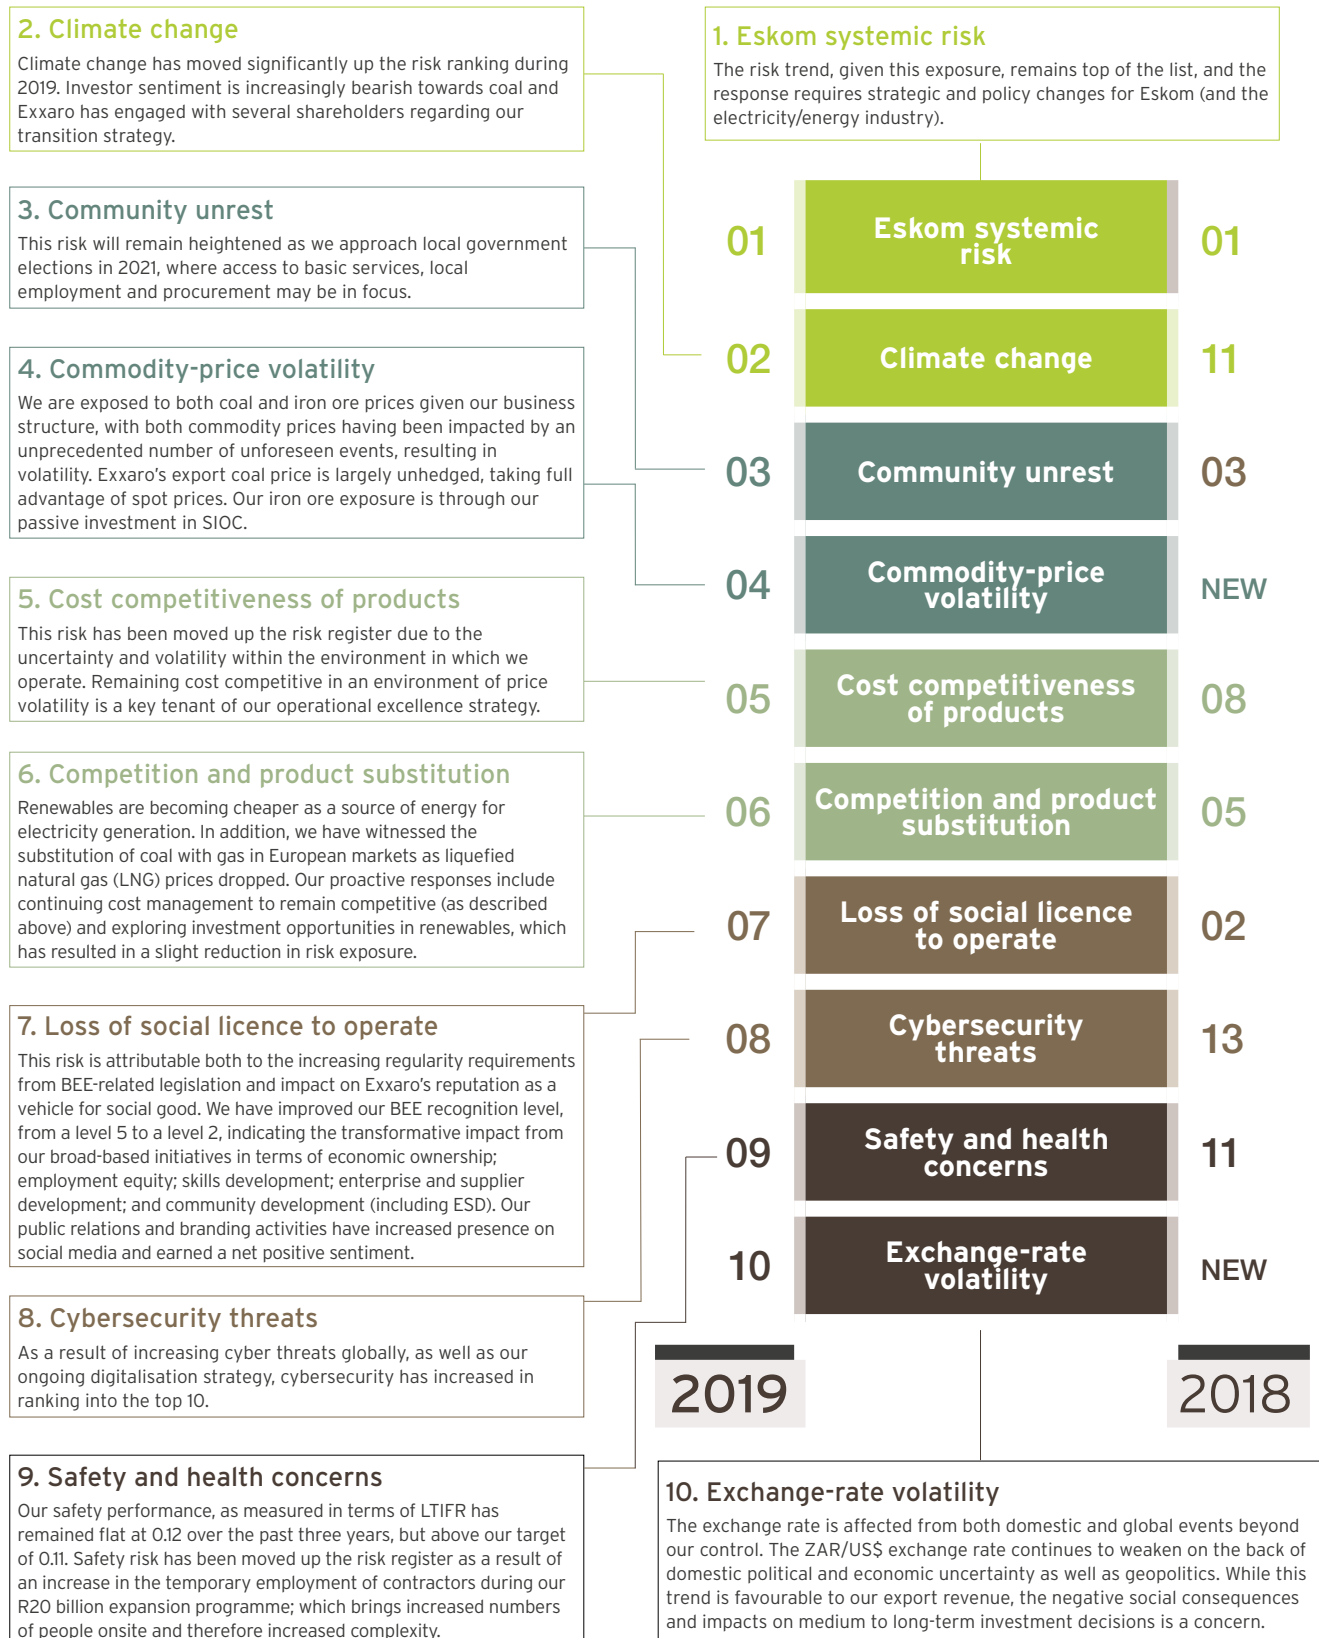 2. Climate change
Climate change has moved significantly up the risk ranking during
2019. Investor sentiment is increasingly bearish towards coal and
Exxaro has engaged with several shareholders regarding our
transition strategy.
1. Eskom systemic risk
The risk trend, given this exposure, remains top of the list, and the
response requires strategic and policy changes for Eskom (and the
electricity/energy industry).
3. Community unrest
This risk will remain heightened as we approach local government
elections in 2021, where access to basic services, local
employment and procurement may be in focus.
4. Commodity-price volatility
We are exposed to both coal and iron ore prices given our business
structure, with both commodity prices having been impacted by an
unprecedented number of unforeseen events, resulting in
volatility. Exxaro's export coal price is largely unhedged, taking full
advantage of spot prices. Our iron ore exposure is through our
passive investment in SIOC.
5. Cost competitiveness of products
This risk has been moved up the risk register due to the
uncertainty and volatility within the environment in which we
operate. Remaining cost competitive in an environment of price
volatility is a key tenant of our operational excellence strategy.
6. Competition and product substitution
Renewables are becoming cheaper as a source of energy for
electricity generation. In addition, we have witnessed the
substitution of coal with gas in European markets as liquefied
natural gas (LNG) prices dropped. Our proactive responses include
continuing cost management to remain competitive (as described
above) and exploring investment opportunities in renewables, which
has resulted in a slight reduction in risk exposure.
7. Loss of social licence to operate
This risk is attributable both to the increasing regularity requirements
from BEE-related legislation and impact on Exxaro's reputation as a
vehicle for social good. We have improved our BEE recognition level,
from a level 5 to a level 2, indicating the transformative impact from
our broad-based initiatives in terms of economic ownership;
employment equity; skills development; enterprise and supplier
development; and community development (including ESD). Our
public relations and branding activities have increased presence on
social media and earned a net positive sentiment.
8. Cybersecurity threats
As a result of increasing cyber threats globally, as well as our
ongoing digitalisation strategy, cybersecurity has increased in
ranking into the top 10.
9. Safety and health concerns
Our safety performance, as measured in terms of LTIFR has
remained flat at 0.12 over the past three years, but above our target
of 0.11. Safety risk has been moved up the risk register as a result of
an increase in the temporary employment of contractors during our
R20 billion expansion programme; which brings increased numbers
of people onsite and therefore increased complexity.
01 Eskom systemic 01
risk
02 Climate change 11
03 Community unrest 03
04 Commodity-price NEW
volatility
05 Cost competitiveness 08
of products
06 Competition and product 05
substitution
07 Loss of social licence 02
to operate
08 Cybersecurity 13
threats
09 Safety and health 11
concerns
10 Exchange-rate NEW
volatility
2019 2018
10. Exchange-rate volatility
The exchange rate is affected from both domestic and global events beyond
our control. The ZAR/US$ exchange rate continues to weaken on the back of
domestic political and economic uncertainty as well as geopolitics. While this
trend is favourable to our export revenue, the negative social consequences
and impacts on medium to long-term investment decisions is a concern.